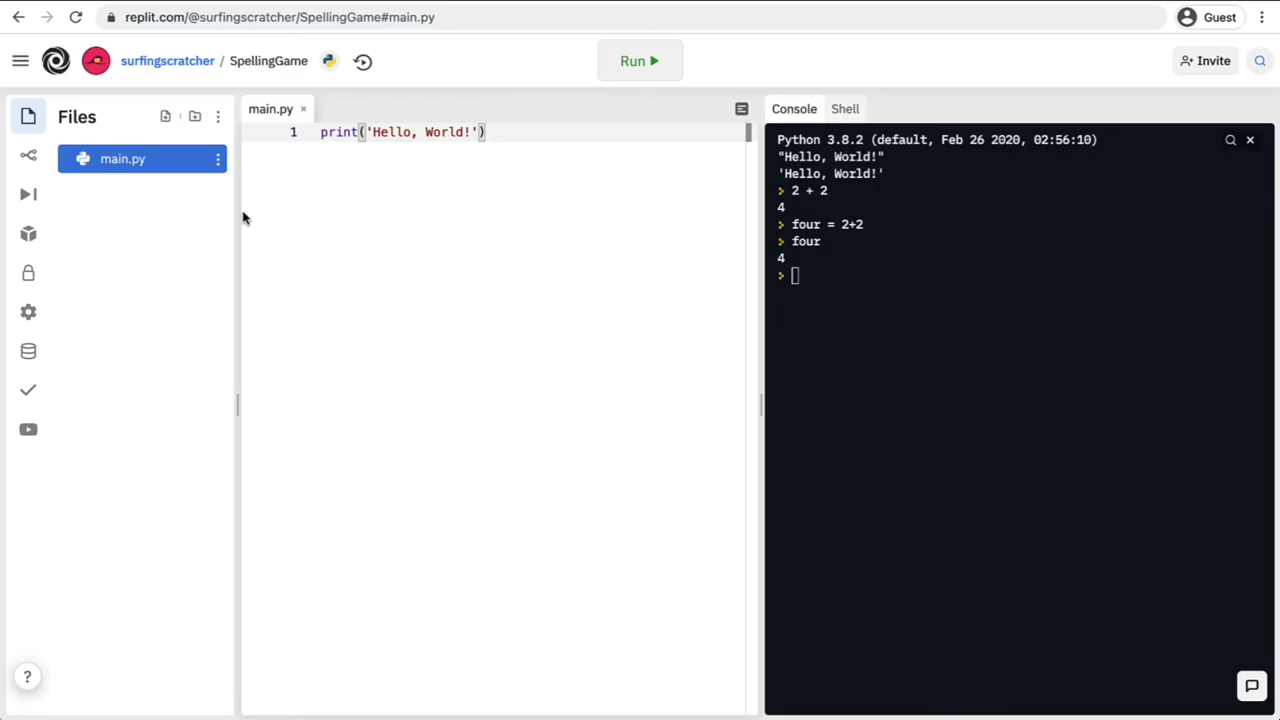 replit.com/@surfingscratcher/SpellingGame#main.py
Guest
surfingscratcher / SpellingGame
Run
Invite
Files
main.py
main.py ×
1 print('Hello, World!')
Console
Shell
Python 3.8.2 (default, Feb 26 2020, 02:56:10)
"Hello, World!"
'Hello, World!'
> 2 + 2
4
> four = 2+2
> four
4
>
?